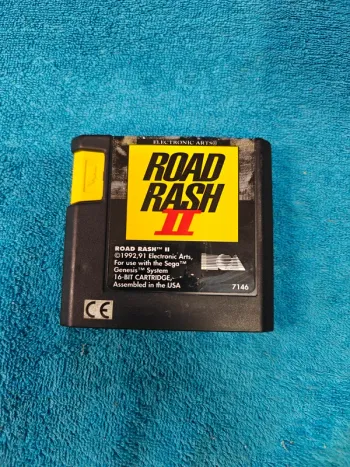 ELECTRONIC ARTS®
ROAD
RASH
II
ROAD RASH™ II
©1992,91 Electronic Arts,
For use with the Sega™
Genesis™ System
16-BIT CARTRIDGE,
Assembled in the USA
7146
CE